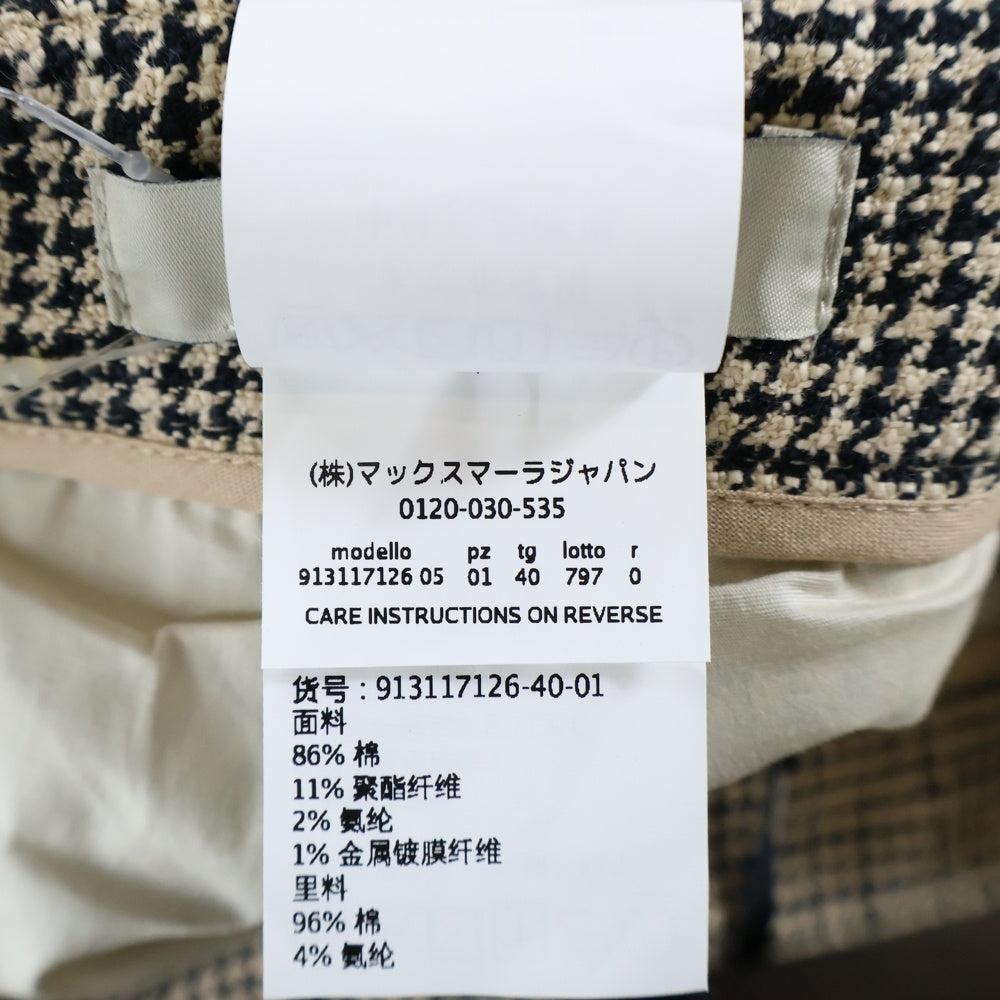 (株)マックスマーラジャパン
0120-030-535
modello pz tg lotto r
913117126 05 01 40 797 0
CARE INSTRUCTIONS ON REVERSE
货号：913117126-40-01
面料
86% 棉
11% 聚酯纤维
2% 氨纶
1% 金属镀膜纤维
里料
96% 棉
4% 氨纶